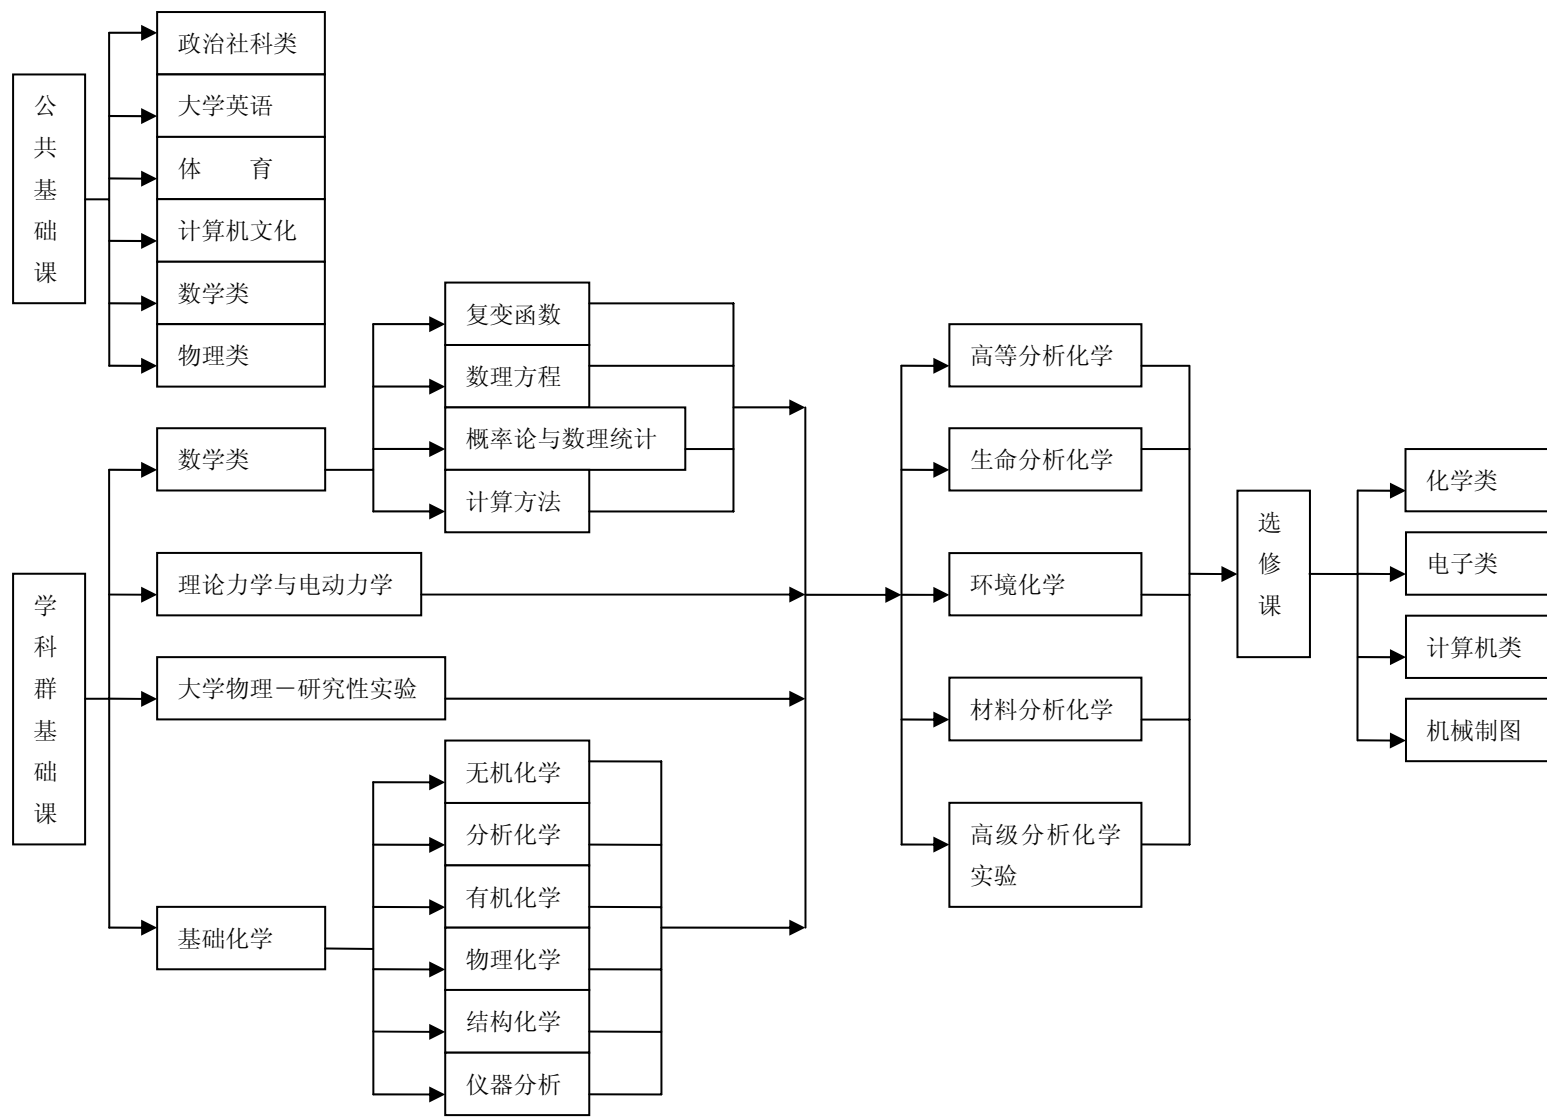 公共基础课
政治社科类
大学英语
体　　育
计算机文化
数学类
物理类
学科群基础课
数学类
复变函数
数理方程
概率论与数理统计
计算方法
理论力学与电动力学
大学物理－研究性实验
基础化学
无机化学
分析化学
有机化学
物理化学
结构化学
仪器分析
高等分析化学
生命分析化学
环境化学
材料分析化学
高级分析化学
实验
选修课
化学类
电子类
计算机类
机械制图